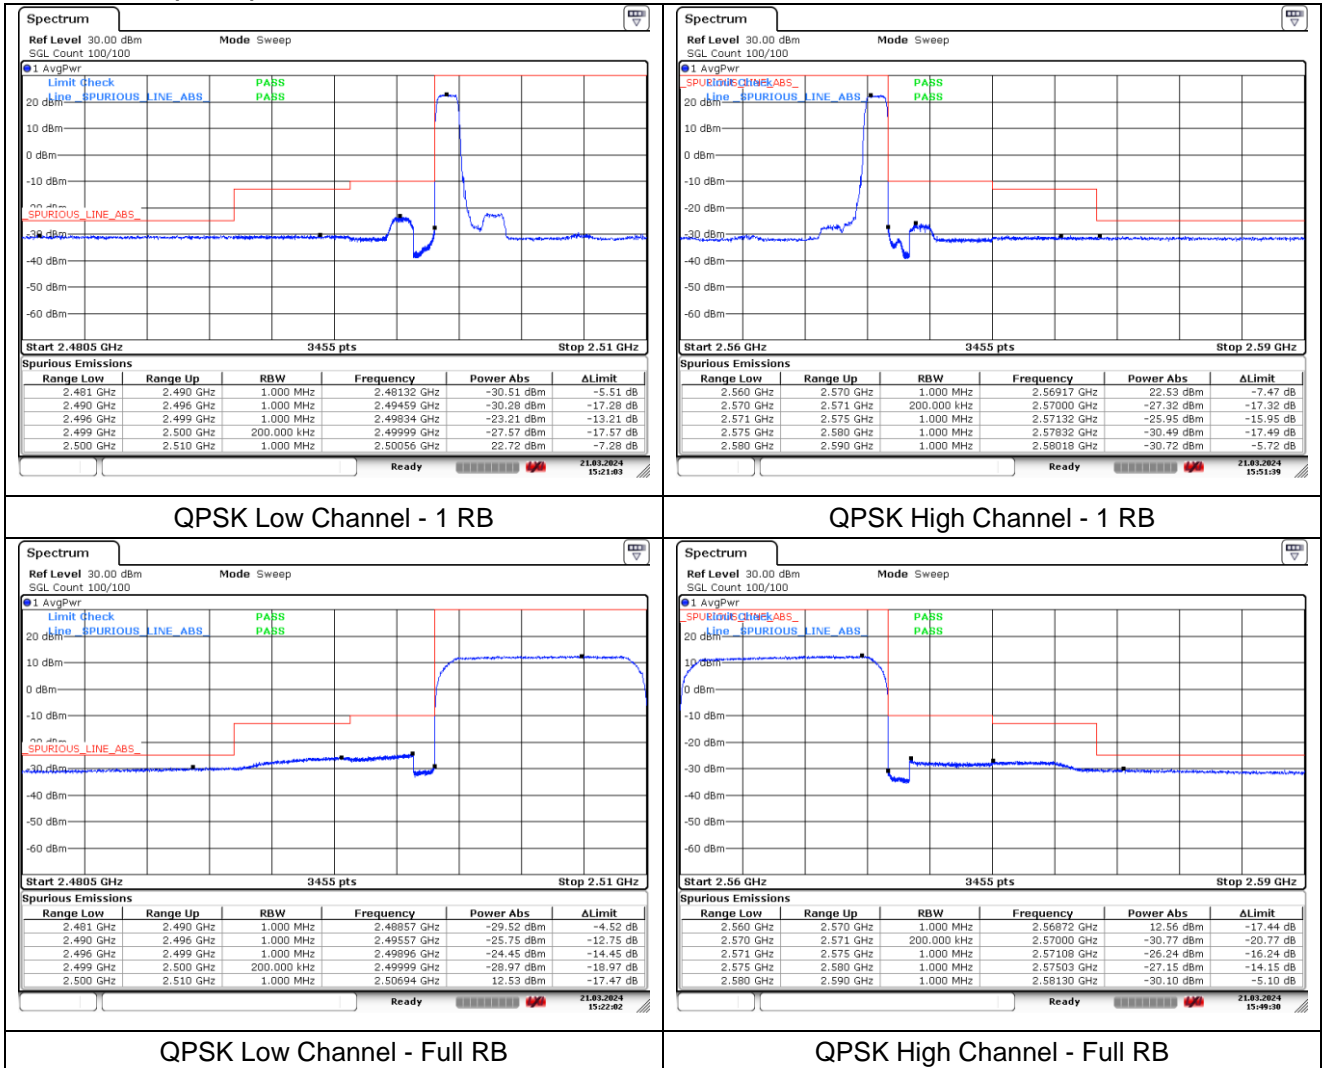 Spectrum
Ref Level 30.00 dBm Mode Sweep
SGL Count 100/100
1 AvgPwr
Limit Check PASS
Line _SPURIOUS_LINE_ABS_ PASS
20 dBm
10 dBm
0 dBm
-10 dBm
-20 dBm
_SPURIOUS_LINE_ABS_
-30 dBm
-40 dBm
-50 dBm
-60 dBm
Start 2.4805 GHz 3455 pts Stop 2.51 GHz
Spurious Emissions
Range Low Range Up RBW Frequency Power Abs ΔLimit
2.481 GHz 2.490 GHz 1.000 MHz 2.48132 GHz -30.51 dBm -5.51 dB
2.490 GHz 2.496 GHz 1.000 MHz 2.49459 GHz -30.28 dBm -17.28 dB
2.496 GHz 2.499 GHz 1.000 MHz 2.49834 GHz -23.21 dBm -13.21 dB
2.499 GHz 2.500 GHz 200.000 kHz 2.49999 GHz -27.57 dBm -17.57 dB
2.500 GHz 2.510 GHz 1.000 MHz 2.50056 GHz 22.72 dBm -7.28 dB
Ready 21.03.2024
15:21:03
QPSK Low Channel - 1 RB
Spectrum
Ref Level 30.00 dBm Mode Sweep
SGL Count 100/100
1 AvgPwr
_SPURIOUS_LINE_ABS_
Limit Check PASS
Line _SPURIOUS_LINE_ABS_ PASS
20 dBm
10 dBm
0 dBm
-10 dBm
-20 dBm
-30 dBm
-40 dBm
-50 dBm
-60 dBm
Start 2.56 GHz 3455 pts Stop 2.59 GHz
Spurious Emissions
Range Low Range Up RBW Frequency Power Abs ΔLimit
2.560 GHz 2.570 GHz 1.000 MHz 2.56917 GHz 22.53 dBm -7.47 dB
2.570 GHz 2.571 GHz 200.000 kHz 2.57000 GHz -27.32 dBm -17.32 dB
2.571 GHz 2.575 GHz 1.000 MHz 2.57132 GHz -25.95 dBm -15.95 dB
2.575 GHz 2.580 GHz 1.000 MHz 2.57832 GHz -30.49 dBm -17.49 dB
2.580 GHz 2.590 GHz 1.000 MHz 2.58018 GHz -30.72 dBm -5.72 dB
Ready 21.03.2024
15:51:39
QPSK High Channel - 1 RB
Spectrum
Ref Level 30.00 dBm Mode Sweep
SGL Count 100/100
1 AvgPwr
Limit Check PASS
Line _SPURIOUS_LINE_ABS_ PASS
20 dBm
10 dBm
0 dBm
-10 dBm
-20 dBm
_SPURIOUS_LINE_ABS_
-30 dBm
-40 dBm
-50 dBm
-60 dBm
Start 2.4805 GHz 3455 pts Stop 2.51 GHz
Spurious Emissions
Range Low Range Up RBW Frequency Power Abs ΔLimit
2.481 GHz 2.490 GHz 1.000 MHz 2.48857 GHz -29.52 dBm -4.52 dB
2.490 GHz 2.496 GHz 1.000 MHz 2.49557 GHz -25.75 dBm -12.75 dB
2.496 GHz 2.499 GHz 1.000 MHz 2.49896 GHz -24.45 dBm -14.45 dB
2.499 GHz 2.500 GHz 200.000 kHz 2.49999 GHz -28.97 dBm -18.97 dB
2.500 GHz 2.510 GHz 1.000 MHz 2.50694 GHz 12.53 dBm -17.47 dB
Ready 21.03.2024
15:22:02
QPSK Low Channel - Full RB
Spectrum
Ref Level 30.00 dBm Mode Sweep
SGL Count 100/100
1 AvgPwr
_SPURIOUS_LINE_ABS_
Limit Check PASS
Line _SPURIOUS_LINE_ABS_ PASS
20 dBm
10 dBm
0 dBm
-10 dBm
-20 dBm
-30 dBm
-40 dBm
-50 dBm
-60 dBm
Start 2.56 GHz 3455 pts Stop 2.59 GHz
Spurious Emissions
Range Low Range Up RBW Frequency Power Abs ΔLimit
2.560 GHz 2.570 GHz 1.000 MHz 2.56872 GHz 12.56 dBm -17.44 dB
2.570 GHz 2.571 GHz 200.000 kHz 2.57000 GHz -30.77 dBm -20.77 dB
2.571 GHz 2.575 GHz 1.000 MHz 2.57108 GHz -26.24 dBm -16.24 dB
2.575 GHz 2.580 GHz 1.000 MHz 2.57503 GHz -27.15 dBm -14.15 dB
2.580 GHz 2.590 GHz 1.000 MHz 2.58130 GHz -30.10 dBm -5.10 dB
Ready 21.03.2024
15:49:30
QPSK High Channel - Full RB